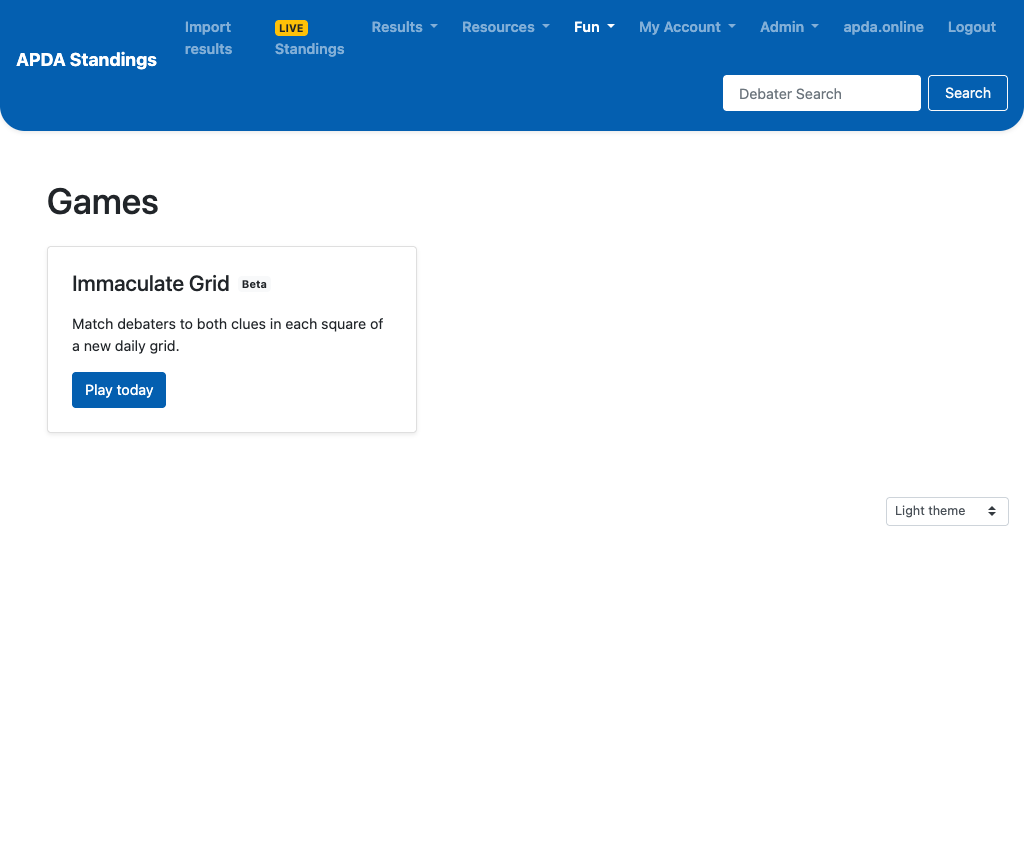 APDA Standings
Import results
LIVE Standings
Results
Resources
Fun
My Account
Admin
apda.online
Logout
Debater Search
Search
Games
Immaculate Grid Beta
Match debaters to both clues in each square of
a new daily grid.
Play today
Light theme